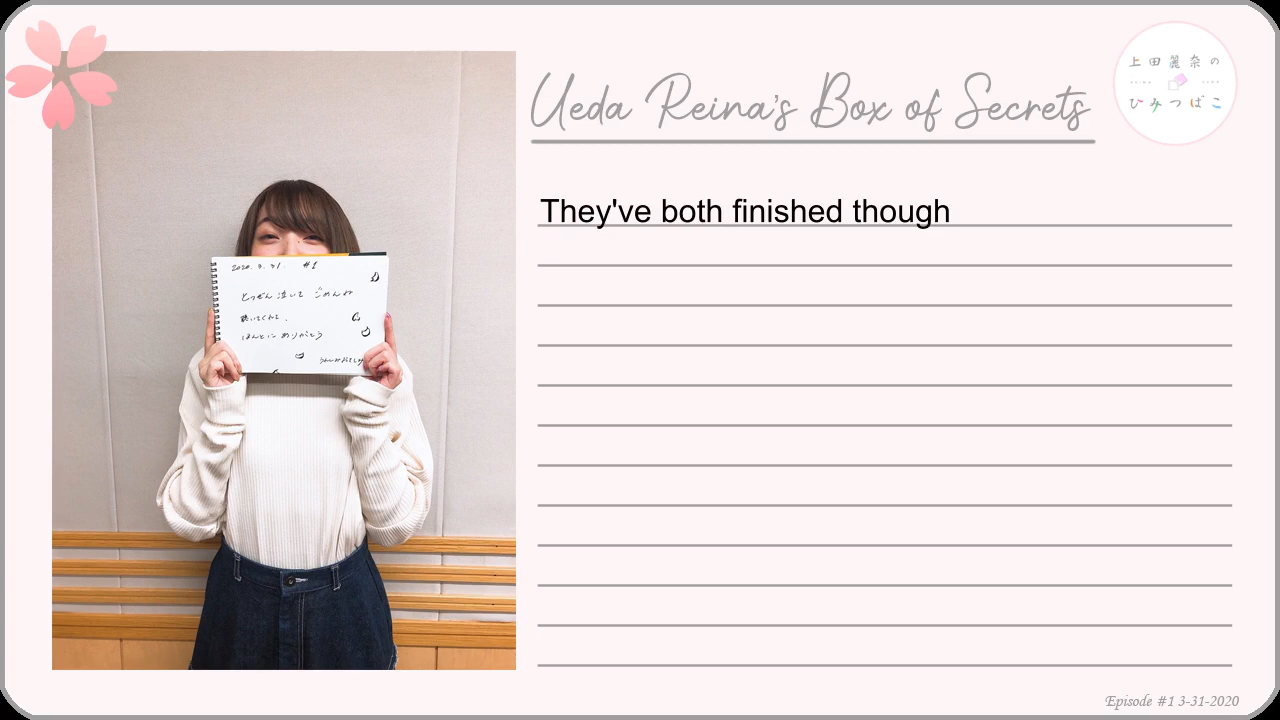 Ueda Reina's Box of Secrets
上田麗奈の
ひみつばこ
They've both finished though
2020. 3. 31. #1
とつぜん 泣いて ごめんね
聴いてくれて、
ほんとに ありがとう
Episode #1 3-31-2020